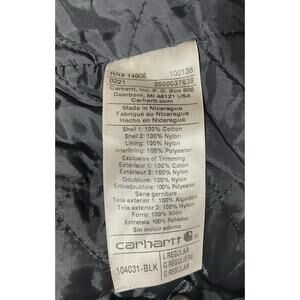 RN# 14806 100135
0221 2500037636
Carhartt, Inc. P.O. Box 600
Dearborn, MI 48121 USA
Carhartt.com
Made in Nicaragua
Fabriqué au Nicaragua
Hecho en Nicaragua
Shell 1: 100% Cotton
Shell 2: 100% Nylon
Lining: 100% Nylon
Interlining: 100% Polyester
Exclusive of Trimming
Extérieur 1: 100% Coton
Extérieur 2: 100% Nylon
Doublure: 100% Nylon
Entredoublure: 100% Polyester
Sans garniture
Tela exterior 1: 100% Algodón
Tela exterior 2: 100% Nylon
Forro: 100% Nilón
Entretela: 100% Poliéster
Sin incluir adorno
carhartt
104031-BLK
L REGULAR
G RÉGULIÈRE
G REGULAR